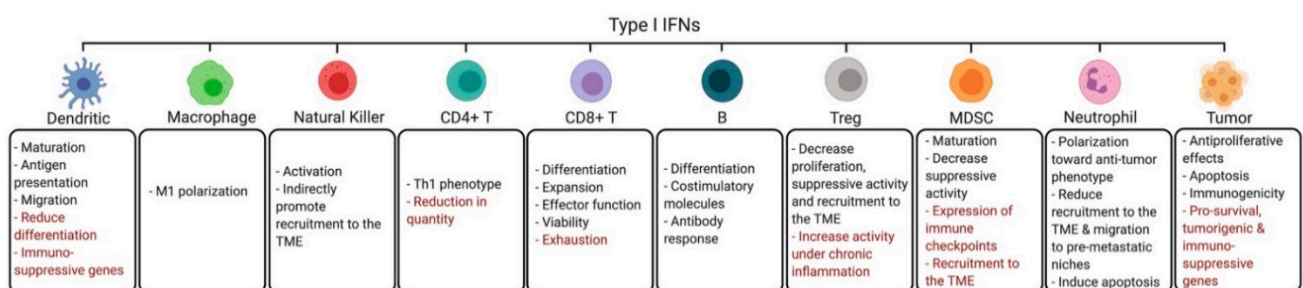 Type I IFNs
Dendritic
- Maturation
- Antigen
presentation
- Migration
- Reduce
differentiation
- Immuno-
suppressive genes
Macrophage
- M1 polarization
Natural Killer
- Activation
- Indirectly
promote
recruitment to the
TME
CD4+ T
- Th1 phenotype
- Reduction in
quantity
CD8+ T
- Differentiation
- Expansion
- Effector function
- Viability
- Exhaustion
B
- Differentiation
- Costimulatory
molecules
- Antibody
response
Treg
- Decrease
proliferation,
suppressive activity
and recruitment to
the TME
- Increase activity
under chronic
inflammation
MDSC
- Maturation
- Decrease
suppressive
activity
- Expression of
immune
checkpoints
- Recruitment to
the TME
Neutrophil
- Polarization
toward anti-tumor
phenotype
- Reduce
recruitment to the
TME & migration
to pre-metastatic
niches
- Induce apoptosis
Tumor
- Antiproliferative
effects
- Apoptosis
- Immunogenicity
- Pro-survival,
tumorigenic &
immuno-
suppressive
genes